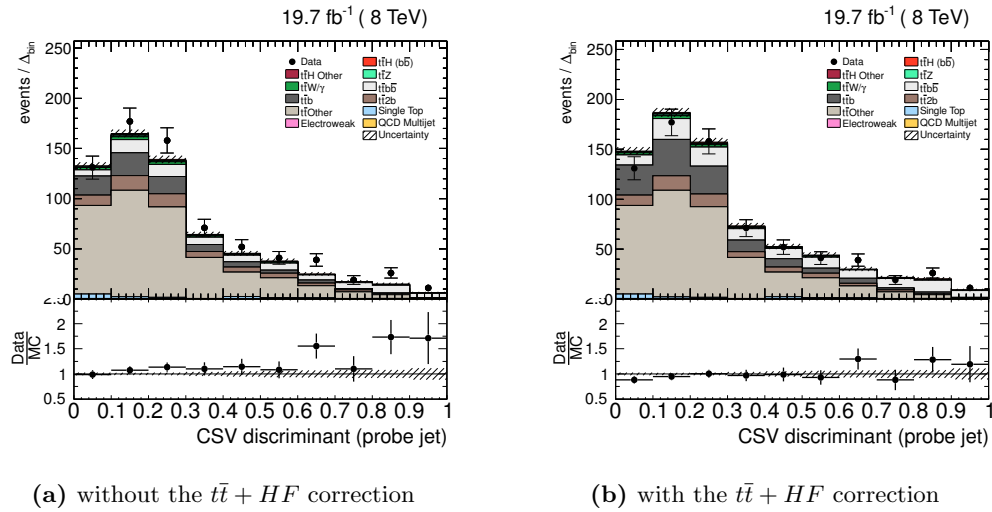 19.7 fb⁻¹ ( 8 TeV)
events / Δbin
250
200
150
100
50
0
Data
tt̄H Other
tt̄W/γ
tt̄b
tt̄Other
Electroweak
tt̄H (bb̄)
tt̄Z
tt̄bb̄
tt̄2b
Single Top
QCD Multijet
Uncertainty
Data
MC
2.5
2
1.5
1
0.5
0 0.1 0.2 0.3 0.4 0.5 0.6 0.7 0.8 0.9 1
CSV discriminant (probe jet)
(a) without the tt̄ + HF correction
19.7 fb⁻¹ ( 8 TeV)
events / Δbin
250
200
150
100
50
0
Data
tt̄H Other
tt̄W/γ
tt̄b
tt̄Other
Electroweak
tt̄H (bb̄)
tt̄Z
tt̄bb̄
tt̄2b
Single Top
QCD Multijet
Uncertainty
Data
MC
2.5
2
1.5
1
0.5
0 0.1 0.2 0.3 0.4 0.5 0.6 0.7 0.8 0.9 1
CSV discriminant (probe jet)
(b) with the tt̄ + HF correction